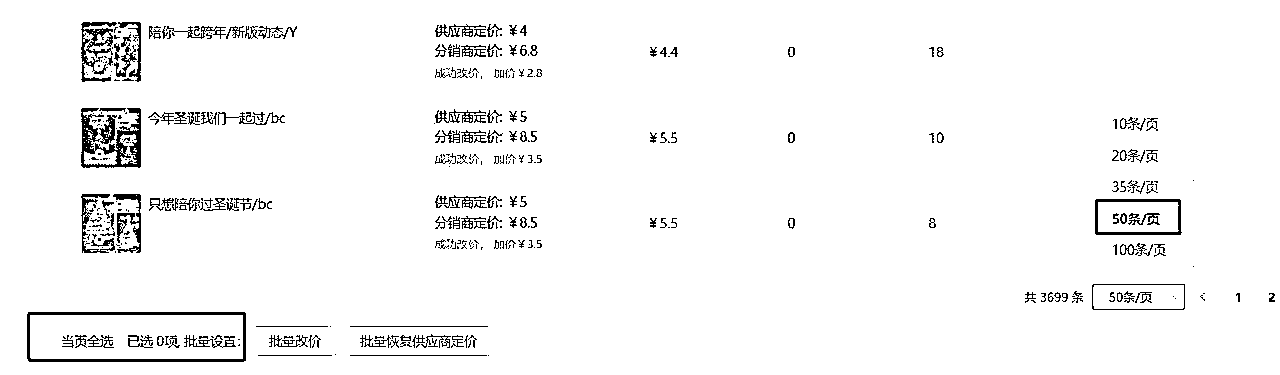 陪你一起跨年/新版动态/Y
供应商定价: ¥4
分销商定价: ¥6.8
成功改价， 加价 ¥2.8
¥4.4
0
18
今年圣诞我们一起过/bc
供应商定价: ¥5
分销商定价: ¥8.5
成功改价， 加价 ¥3.5
¥5.5
0
10
只想陪你过圣诞节/bc
供应商定价: ¥5
分销商定价: ¥8.5
成功改价， 加价 ¥3.5
¥5.5
0
8
10条/页
20条/页
35条/页
50条/页
100条/页
共 3699 条 50条/页 < 1 2
当页全选 已选 0项, 批量设置: 批量改价 批量恢复供应商定价